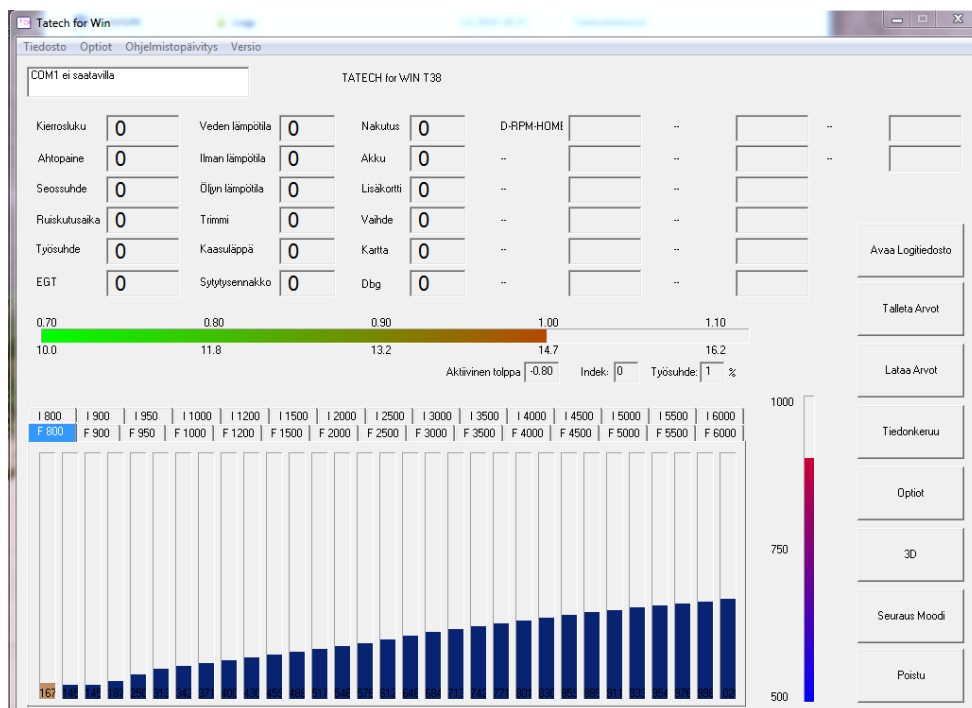 Tatech for Win
Tiedosto Optiot Ohjelmistopäivitys Versio
COM1 ei saatavilla
TATECH for WIN T38
Kierrosluku 0 Veden lämpötila 0 Nakutus 0 D-RPM-HOME -- --
Ahtopaine 0 Ilman lämpötila 0 Akku 0 -- -- --
Seossuhde 0 Öljyn lämpötila 0 Lisäkortti 0 -- --
Ruiskutusaika 0 Trimmi 0 Vaihde 0 -- --
Työsuhde 0 Kaasuläppä 0 Kartta 0 -- --
EGT 0 Sytytysennakko 0 Dbg 0 -- --
Avaa Logitiedosto
Talleta Arvot
Lataa Arvot
Tiedonkeruu
Optiot
3D
Seuraus Moodi
Poistu
0.70 0.80 0.90 1.00 1.10
10.0 11.8 13.2 14.7 16.2
Aktiivinen tolppa -0.80 Indek: 0 Työsuhde: 1 %
I 800 I 900 I 950 I 1000 I 1200 I 1500 I 2000 I 2500 I 3000 I 3500 I 4000 I 4500 I 5000 I 5500 I 6000
F 800 F 900 F 950 F 1000 F 1200 F 1500 F 2000 F 2500 F 3000 F 3500 F 4000 F 4500 F 5000 F 5500 F 6000
1000
750
500
167